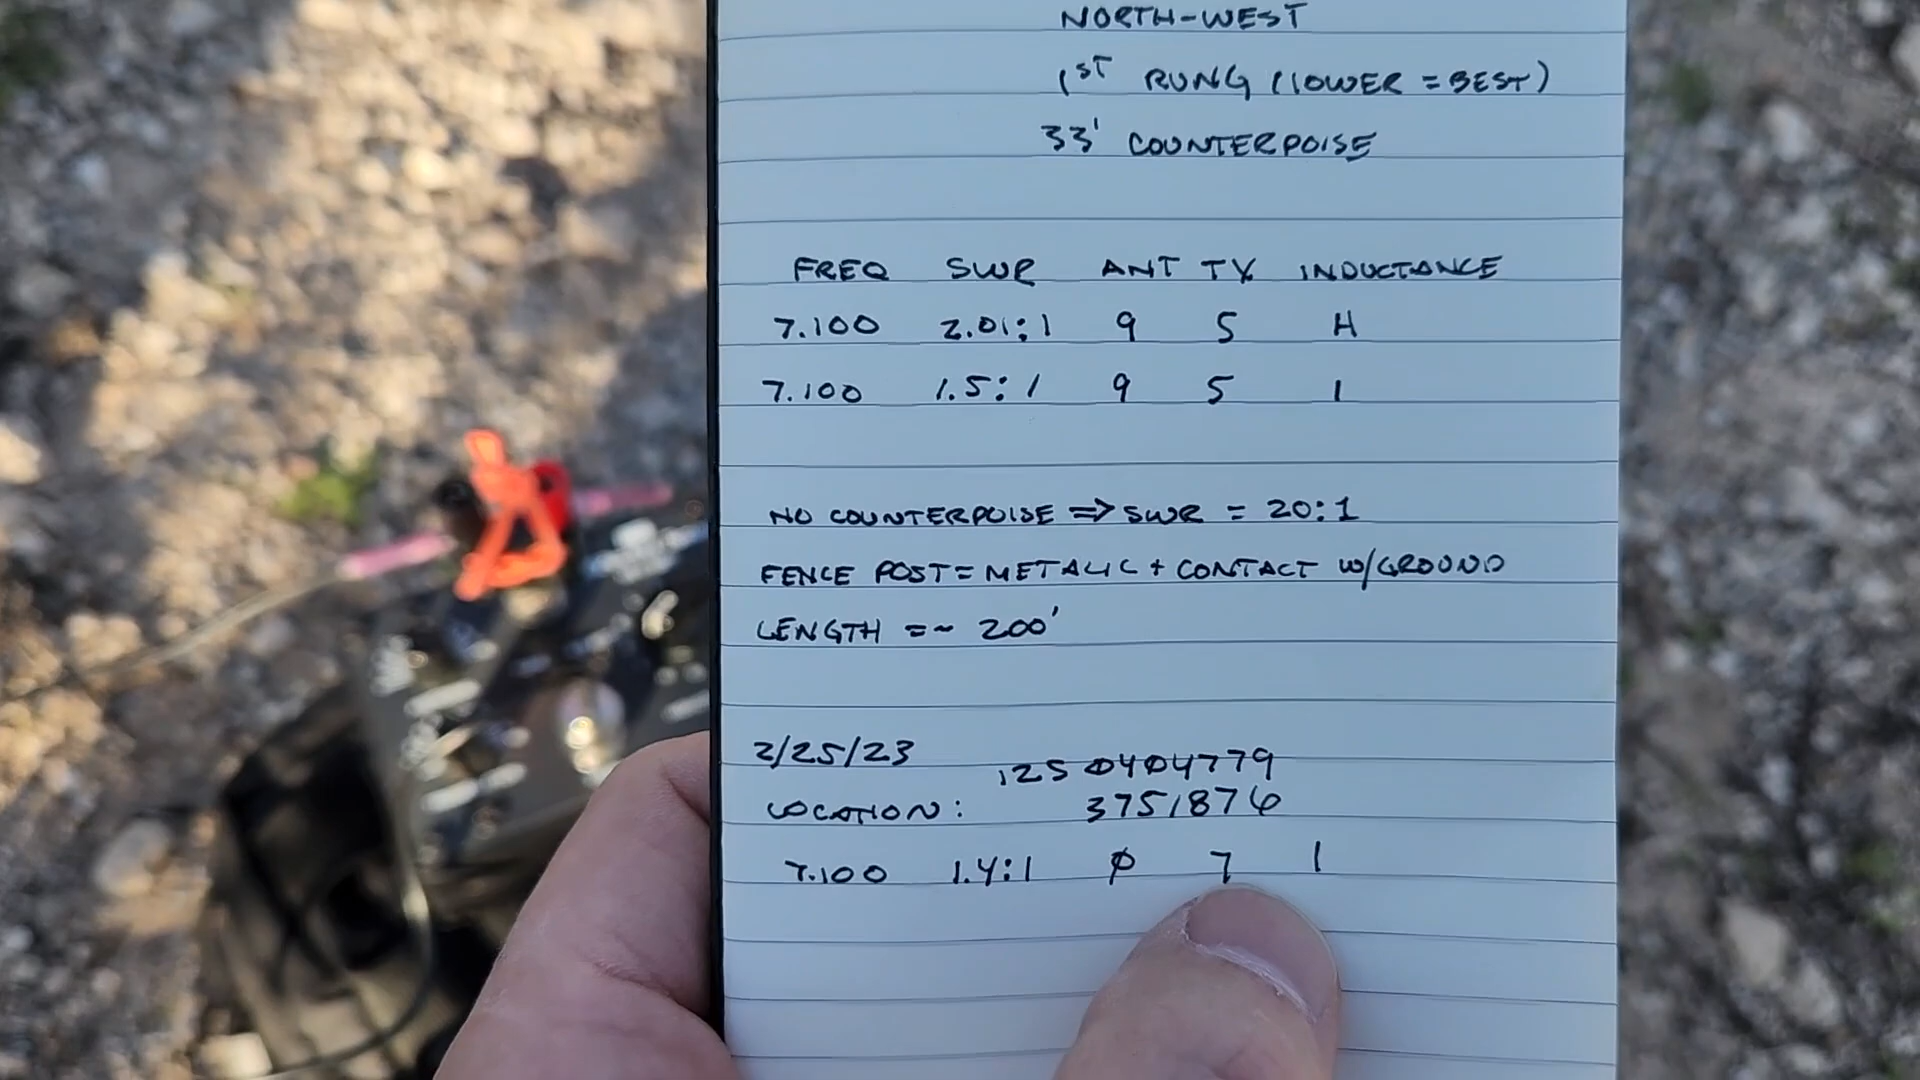 NORTH-WEST
1ST RUNG (LOWER = BEST)
33' COUNTERPOISE
FREQ SWR ANT TX INDUCTANCE
7.100 2.01:1 9 5 H
7.100 1.5:1 9 5 1
NO COUNTERPOISE => SWR = 20:1
FENCE POST = METALIC + CONTACT W/GROUND
LENGTH =~ 200'
2/25/23
12S 0404779
LOCATION: 3751876
7.100 1.4:1 Ø 7 1